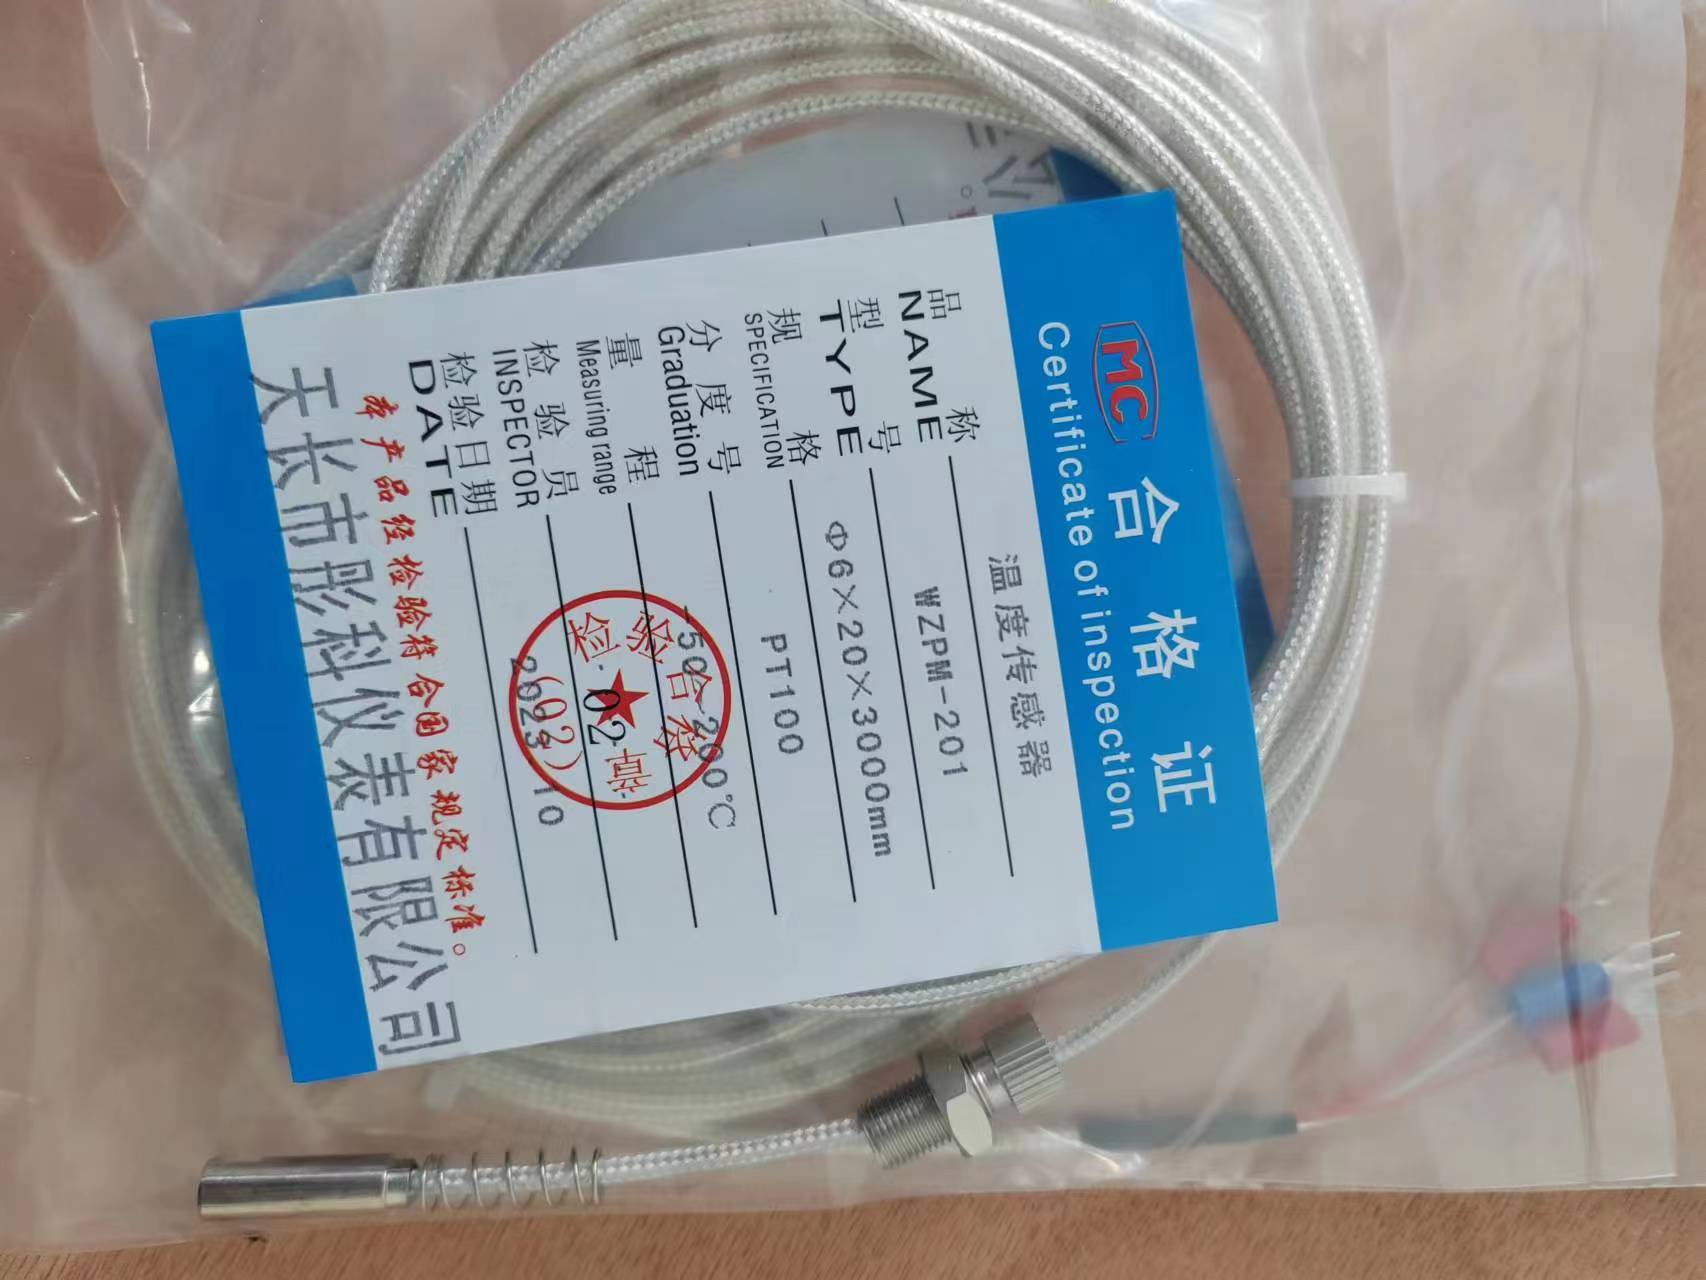 MC 合格证
Certificate of inspection
品称 温度传感器
NAME
型号 WZPM-201
TYPE
规格 Φ6×20×3000mm
SPECIFICATION
分度号 PT100
Graduation
量程 -50-200℃
Measuring range
检验员 02
INSPECTOR
检验日期 2023 10
DATE
检验合格
(02)
本产品经检验符合国家规定标准。
天长市彤科仪表有限公司